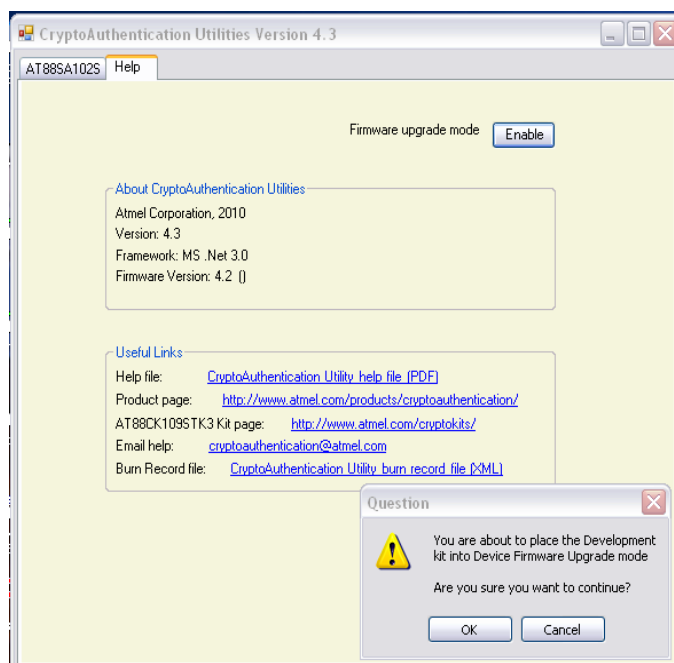 CryptoAuthentication Utilities Version 4.3
AT88SA102S Help
Firmware upgrade mode Enable
About CryptoAuthentication Utilities
Atmel Corporation, 2010
Version: 4.3
Framework: MS .Net 3.0
Firmware Version: 4.2 ()
Useful Links
Help file: CryptoAuthentication Utility help file (PDF)
Product page: http://www.atmel.com/products/cryptoauthentication/
AT88CK109STK3 Kit page: http://www.atmel.com/cryptokits/
Email help: cryptoauthentication@atmel.com
Burn Record file: CryptoAuthentication Utility burn record file (XML)
Question
You are about to place the Development
kit into Device Firmware Upgrade mode
Are you sure you want to continue?
OK Cancel